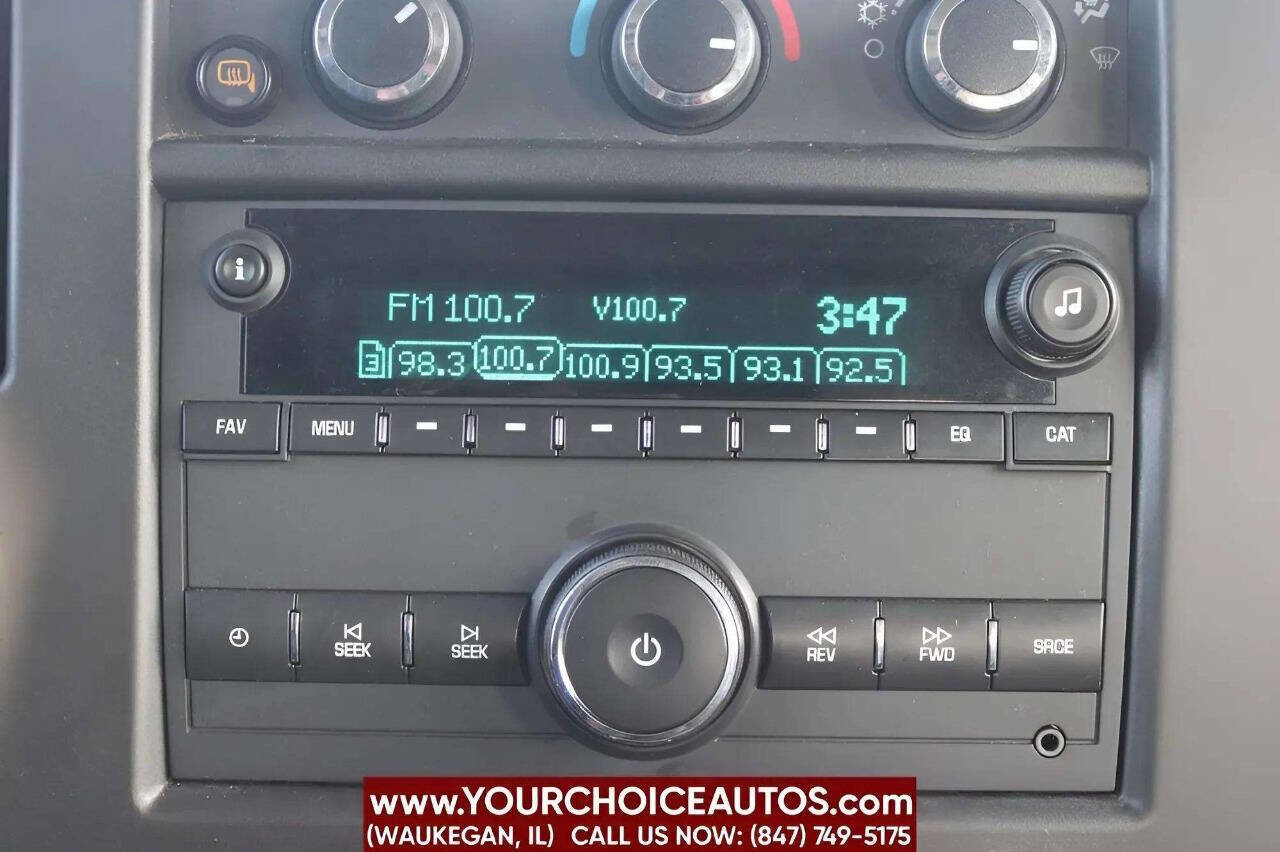 i
FM 100.7 V100.7 3:47
3 98.3 100.7 100.9 93.5 93.1 92.5
FAV MENU EQ CAT
SEEK SEEK REV FWD SRCE
www.YOURCHOICEAUTOS.com
(WAUKEGAN, IL) CALL US NOW: (847) 749-5175